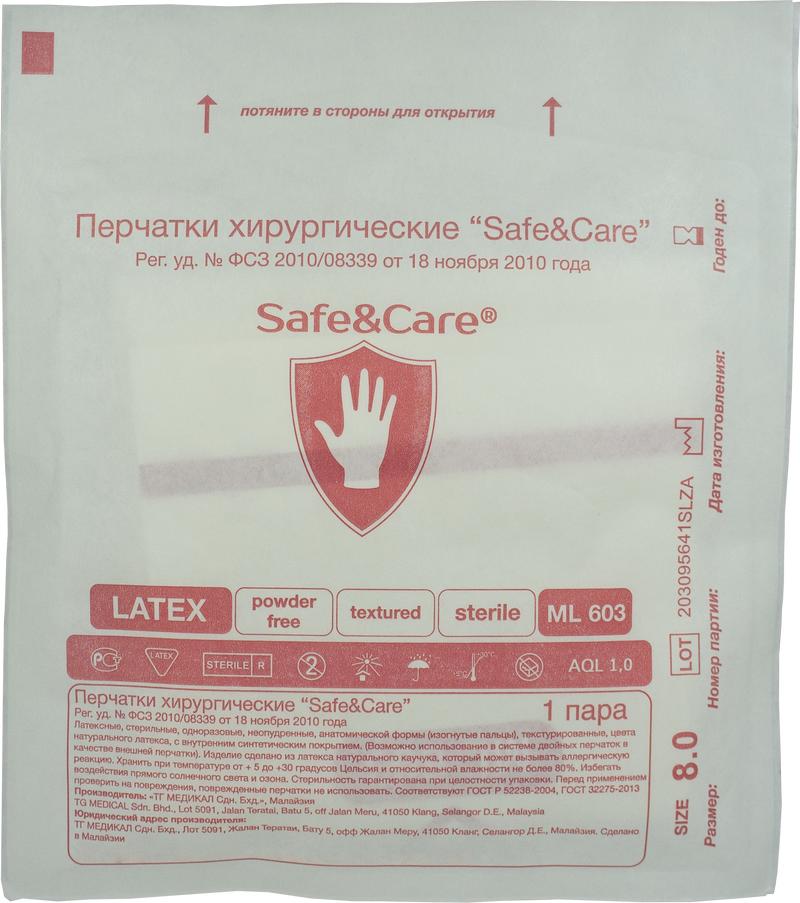 потяните в стороны для открытия
Перчатки хирургические “Safe&Care”
Рег. уд. № ФСЗ 2010/08339 от 18 ноября 2010 года
Safe&Care®
LATEX
powder
free
textured
sterile
ML 603
РСТ
LATEX
STERILE R
2
-5°C
+30°C
AQL 1,0
Перчатки хирургические “Safe&Care”
1 пара
Рег. уд. № ФСЗ 2010/08339 от 18 ноября 2010 года
Латексные, стерильные, одноразовые, неопудренные, анатомической формы (изогнутые пальцы), текстурированные, цвета
натурального латекса, с внутренним синтетическим покрытием. (Возможно использование в системе двойных перчаток в
качестве внешней перчатки). Изделие сделано из латекса натурального каучука, который может вызывать аллергическую
реакцию. Хранить при температуре от + 5 до +30 градусов Цельсия и относительной влажности не более 80%. Избегать
воздействия прямого солнечного света и озона. Стерильность гарантирована при целостности упаковки. Перед применением
проверить на повреждения, поврежденные перчатки не использовать. Соответствуют ГОСТ Р 52238-2004, ГОСТ 32275-2013
Производитель: «ТГ МЕДИКАЛ Сдн. Бхд.», Малайзия
TG MEDICAL Sdn. Bhd., Lot 5091, Jalan Teratai, Batu 5, off Jalan Meru, 41050 Klang, Selangor D.E., Malaysia
Юридический адрес производителя:
ТГ МЕДИКАЛ Сдн. Бхд., Лот 5091, Жалан Тератаи, Бату 5, офф Жалан Меру, 41050 Кланг, Селангор Д.Е., Малайзия. Сделано
в Малайзии
Годен до:
Дата изготовления:
LOT 203095641SLZA
Номер партии:
SIZE 8.0
Размер: